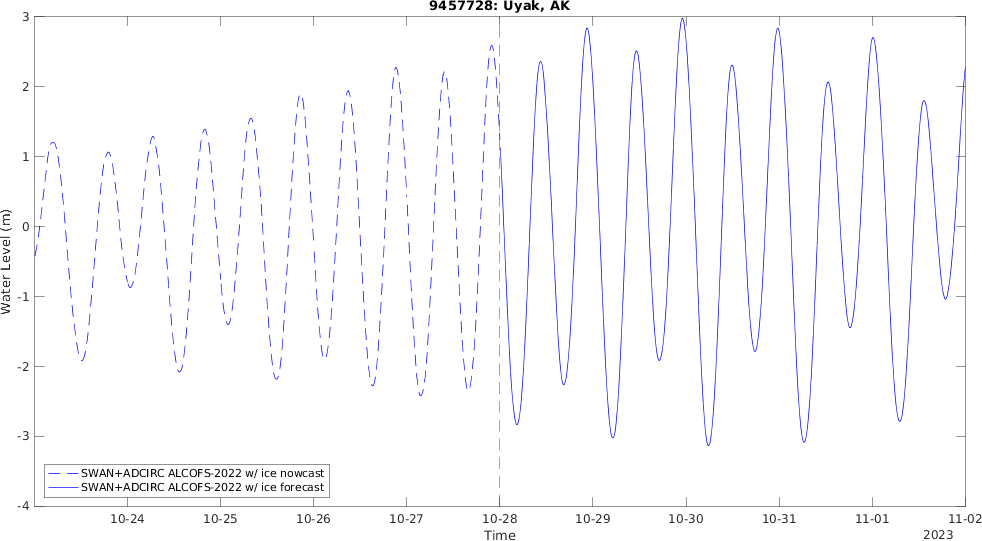 9457728: Uyak, AK
Water Level (m)
3
2
1
0
-1
-2
-3
-4
SWAN+ADCIRC ALCOFS-2022 w/ ice nowcast
SWAN+ADCIRC ALCOFS-2022 w/ ice forecast
10-24 10-25 10-26 10-27 10-28 10-29 10-30 10-31 11-01 11-02
Time
2023